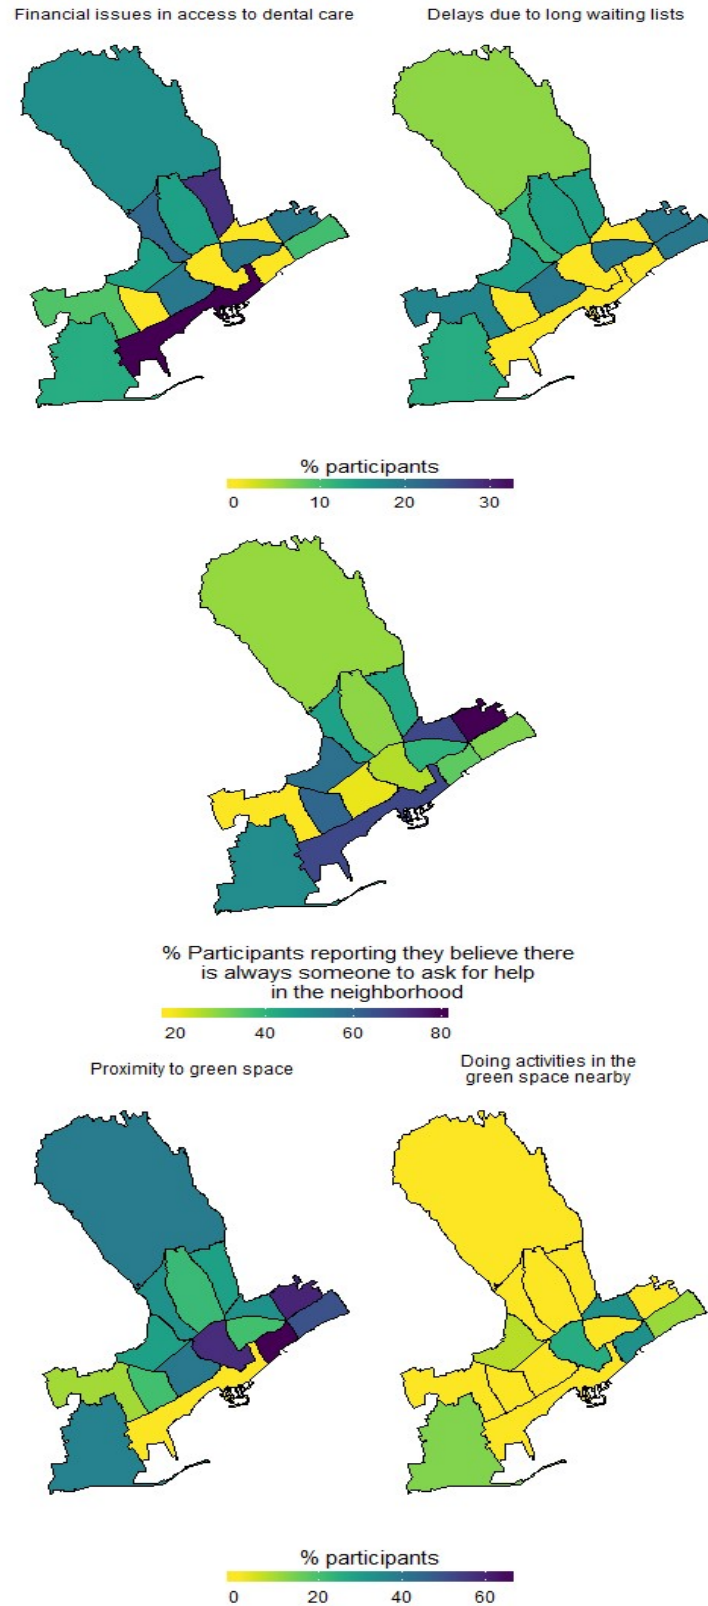 Financial issues in access to dental care
Delays due to long waiting lists
% participants
0 10 20 30
% Participants reporting they believe there
is always someone to ask for help
in the neighborhood
20 40 60 80
Proximity to green space
Doing activities in the
green space nearby
% participants
0 20 40 60